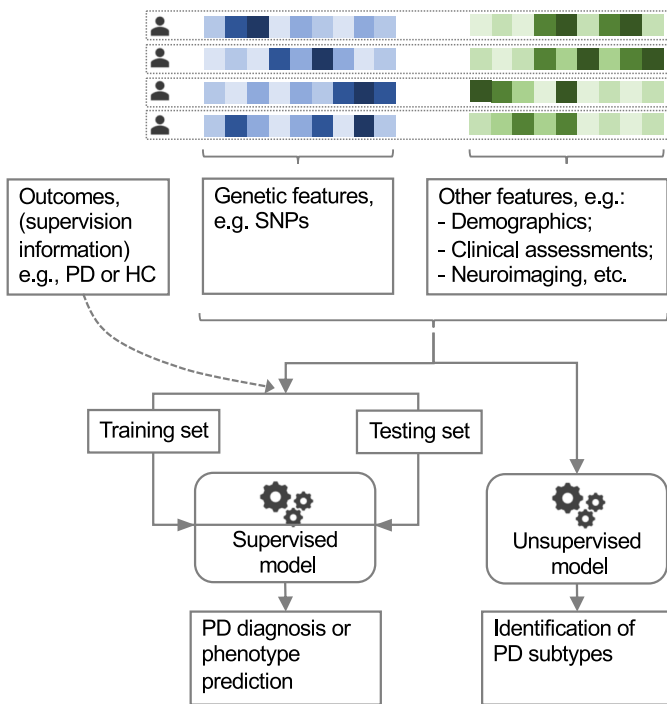 Outcomes,
(supervision
information)
e.g., PD or HC
Genetic features,
e.g. SNPs
Other features, e.g.:
- Demographics;
- Clinical assessments;
- Neuroimaging, etc.
Training set
Testing set
Supervised
model
Unsupervised
model
PD diagnosis or
phenotype
prediction
Identification of
PD subtypes